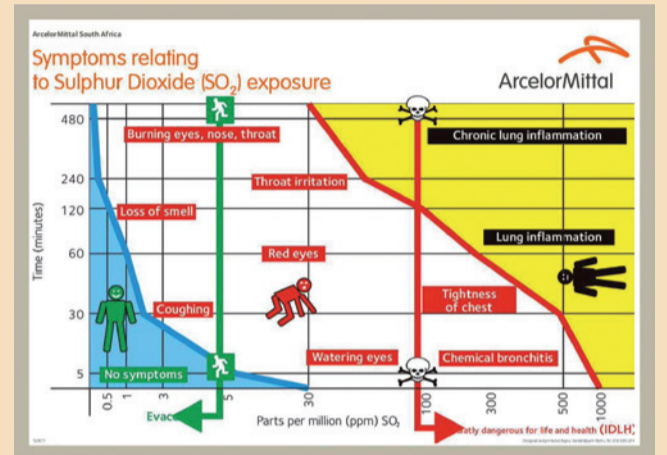 ArcelorMittal South Africa
Symptoms relating
to Sulphur Dioxide (SO₂) exposure
ArcelorMittal
480
Burning eyes, nose, throat
Chronic lung inflammation
240
Throat irritation
120
Loss of smell
Lung inflammation
Time (minutes)
60
Red eyes
30
Coughing
Tightness
of chest
No symptoms
Watering eyes
Chemical bronchitis
5
0.5
1
3
5
30
100
300
500
1000
Evac
Parts per million (ppm) SO₂
dangerous for life and health (IDLH)